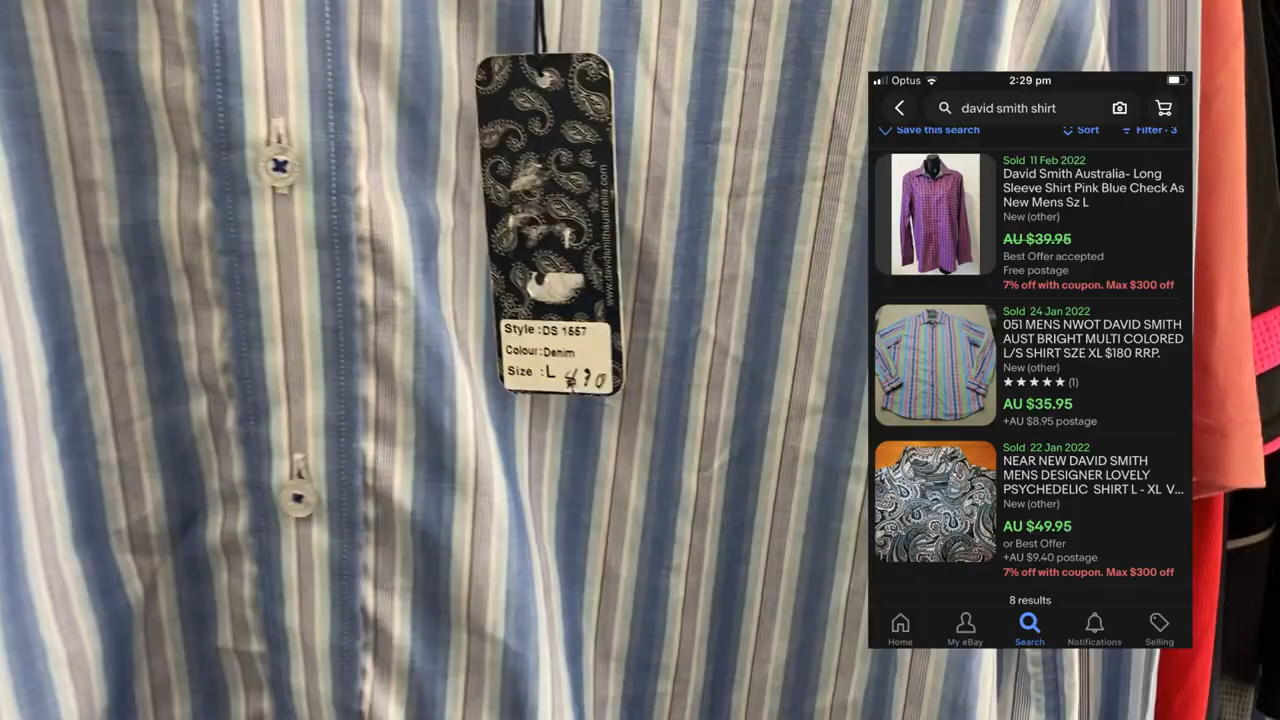 www.davidsmithaustralia.com
Style :DS 1557
Colour:Denim
Size :L
Optus
2:29 pm
david smith shirt
Save this search
Sort
Filter · 3
Sold 11 Feb 2022
David Smith Australia- Long
Sleeve Shirt Pink Blue Check As
New Mens Sz L
New (other)
AU $39.95
Best Offer accepted
Free postage
7% off with coupon. Max $300 off
Sold 24 Jan 2022
051 MENS NWOT DAVID SMITH
AUST BRIGHT MULTI COLORED
L/S SHIRT SZE XL $180 RRP.
New (other)
★★★★★ (1)
AU $35.95
+AU $8.95 postage
Sold 22 Jan 2022
NEAR NEW DAVID SMITH
MENS DESIGNER LOVELY
PSYCHEDELIC SHIRT L - XL V...
New (other)
AU $49.95
or Best Offer
+AU $9.40 postage
7% off with coupon. Max $300 off
8 results
Home
My eBay
Search
Notifications
Selling